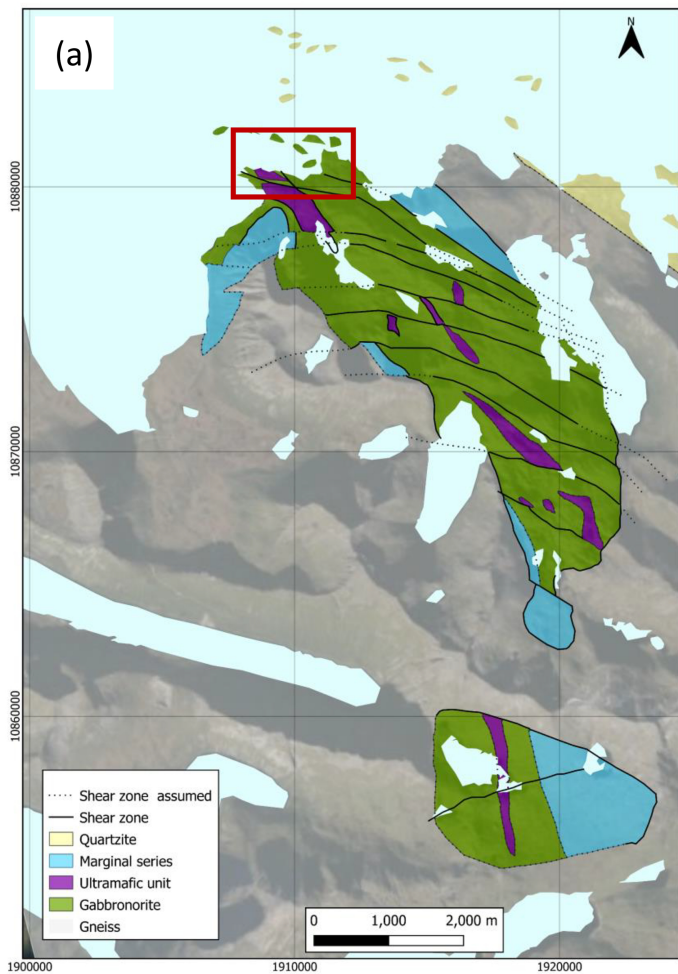 (a)
N
10880000
10870000
10860000
Shear zone assumed
Shear zone
Quartzite
Marginal series
Ultramafic unit
Gabbronorite
Gneiss
0 1,000 2,000 m
1900000 1910000 1920000